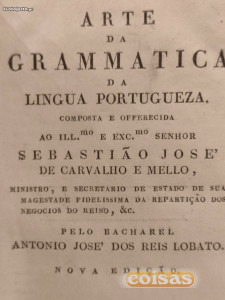 ARTE
DA
GRAMMATICA
DA
LINGUA PORTUGUEZA,
COMPOSTA E OFFERECIDA
AO ILL.mo E EXC.mo SENHOR
SEBASTIÃO JOSE'
DE CARVALHO E MELLO,
MINISTRO, E SECRETARIO DE ESTADO DE SUA
MAGESTADE FIDELISSIMA DA REPARTIÇÃO DOS
NEGOCIOS DO REINO, &c.
PELO BACHAREL
ANTONIO JOSE' DOS REIS LOBATO.
NOVA EDIÇÃO.
coisas